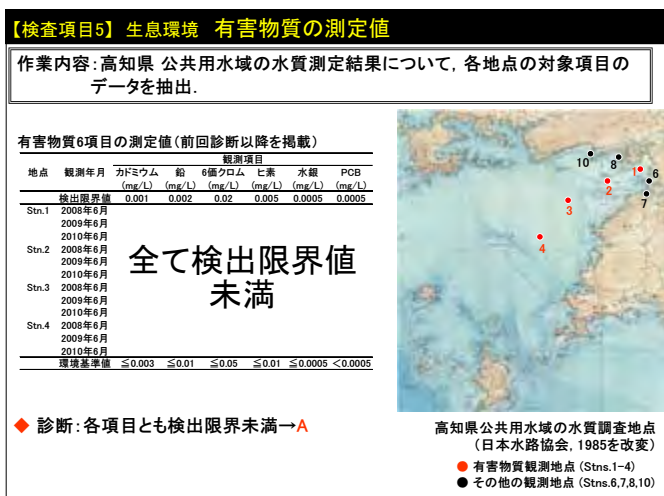 【検査項目5】 生息環境 有害物質の測定値
作業内容：高知県 公共用水域の水質測定結果について, 各地点の対象項目の
データを抽出.
有害物質6項目の測定値(前回診断以降を掲載)
観測項目
地点 観測年月 カドミウム 鉛 6価クロム ヒ素 水銀 PCB
(mg/L) (mg/L) (mg/L) (mg/L) (mg/L) (mg/L)
検出限界値 0.001 0.002 0.02 0.005 0.0005 0.0005
Stn.1 2008年6月
2009年6月
2010年6月
Stn.2 2008年6月
2009年6月
2010年6月
Stn.3 2008年6月
2009年6月
2010年6月
Stn.4 2008年6月
2009年6月
2010年6月
全て検出限界値
未満
環境基準値 ≦0.003 ≦0.01 ≦0.05 ≦0.01 ≦0.0005 <0.0005
◆ 診断：各項目とも検出限界未満→A
10
8
1
6
2
7
3
4
高知県公共用水域の水質調査地点
(日本水路協会, 1985を改変)
● 有害物質観測地点 (Stns.1-4)
● その他の観測地点 (Stns.6,7,8,10)